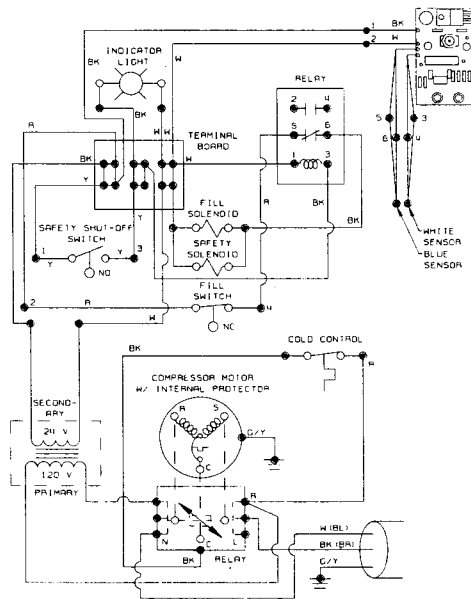 1 BK
2 W
INDICATOR
LIGHT
BK
W
RELAY
BK
W W
2 4
R
5 6
5 3
TERMINAL
BOARD
6 4
BK
W
1 3
Y
FILL
SOLENOID
R
BK
SAFETY SHUT-OFF
SWITCH
Y
WHITE
SENSOR
BLUE
SENSOR
1 Y
Y 3
SAFETY
SOLENOID
NO
FILL
SWITCH
2 R
4
W
NC
COLD CONTROL
BK
R
COMPRESSOR MOTOR
W/ INTERNAL PROTECTOR
SECOND-
ARY
R S
24 V
G/Y
C
120 V
PRIMARY
R
W(BL)
N C L
BK(BR)
BK
RELAY
G/Y